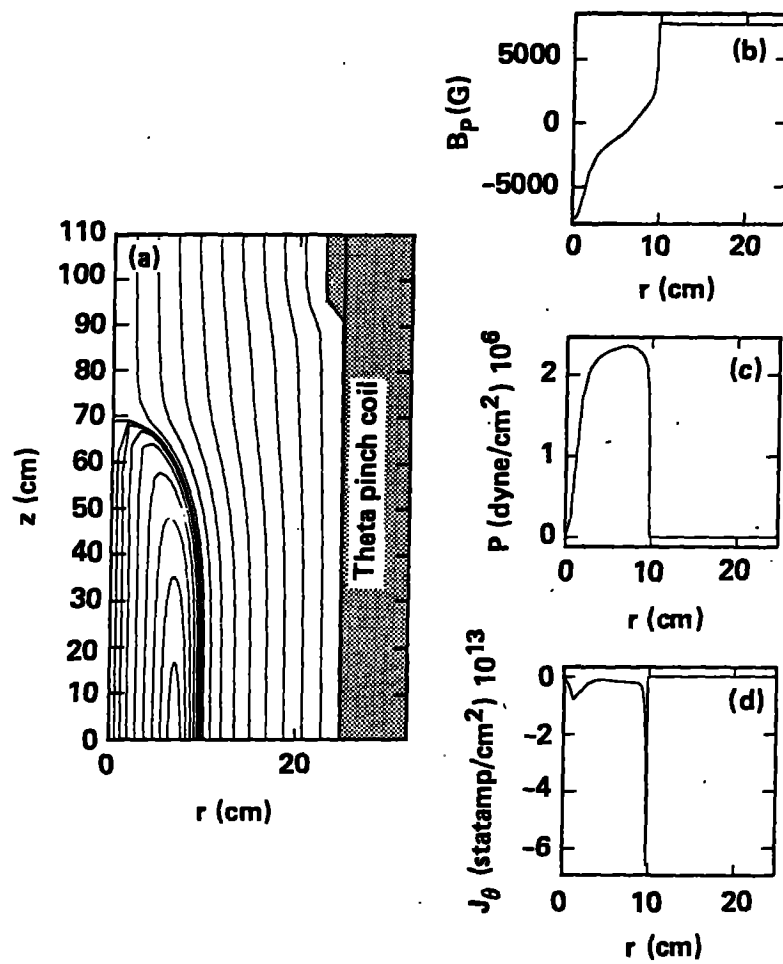 (a)
110
100
90
80
70
60
50
40
30
20
10
0
z (cm)
0
20
r (cm)
Theta pinch coil
(b)
5000
0
−5000
B_p (G)
0
10
20
r (cm)
(c)
2
1
0
P (dyne/cm²) 10⁶
0
10
20
r (cm)
(d)
0
−2
−4
−6
J_θ (statamp/cm²) 10¹³
0
10
20
r (cm)